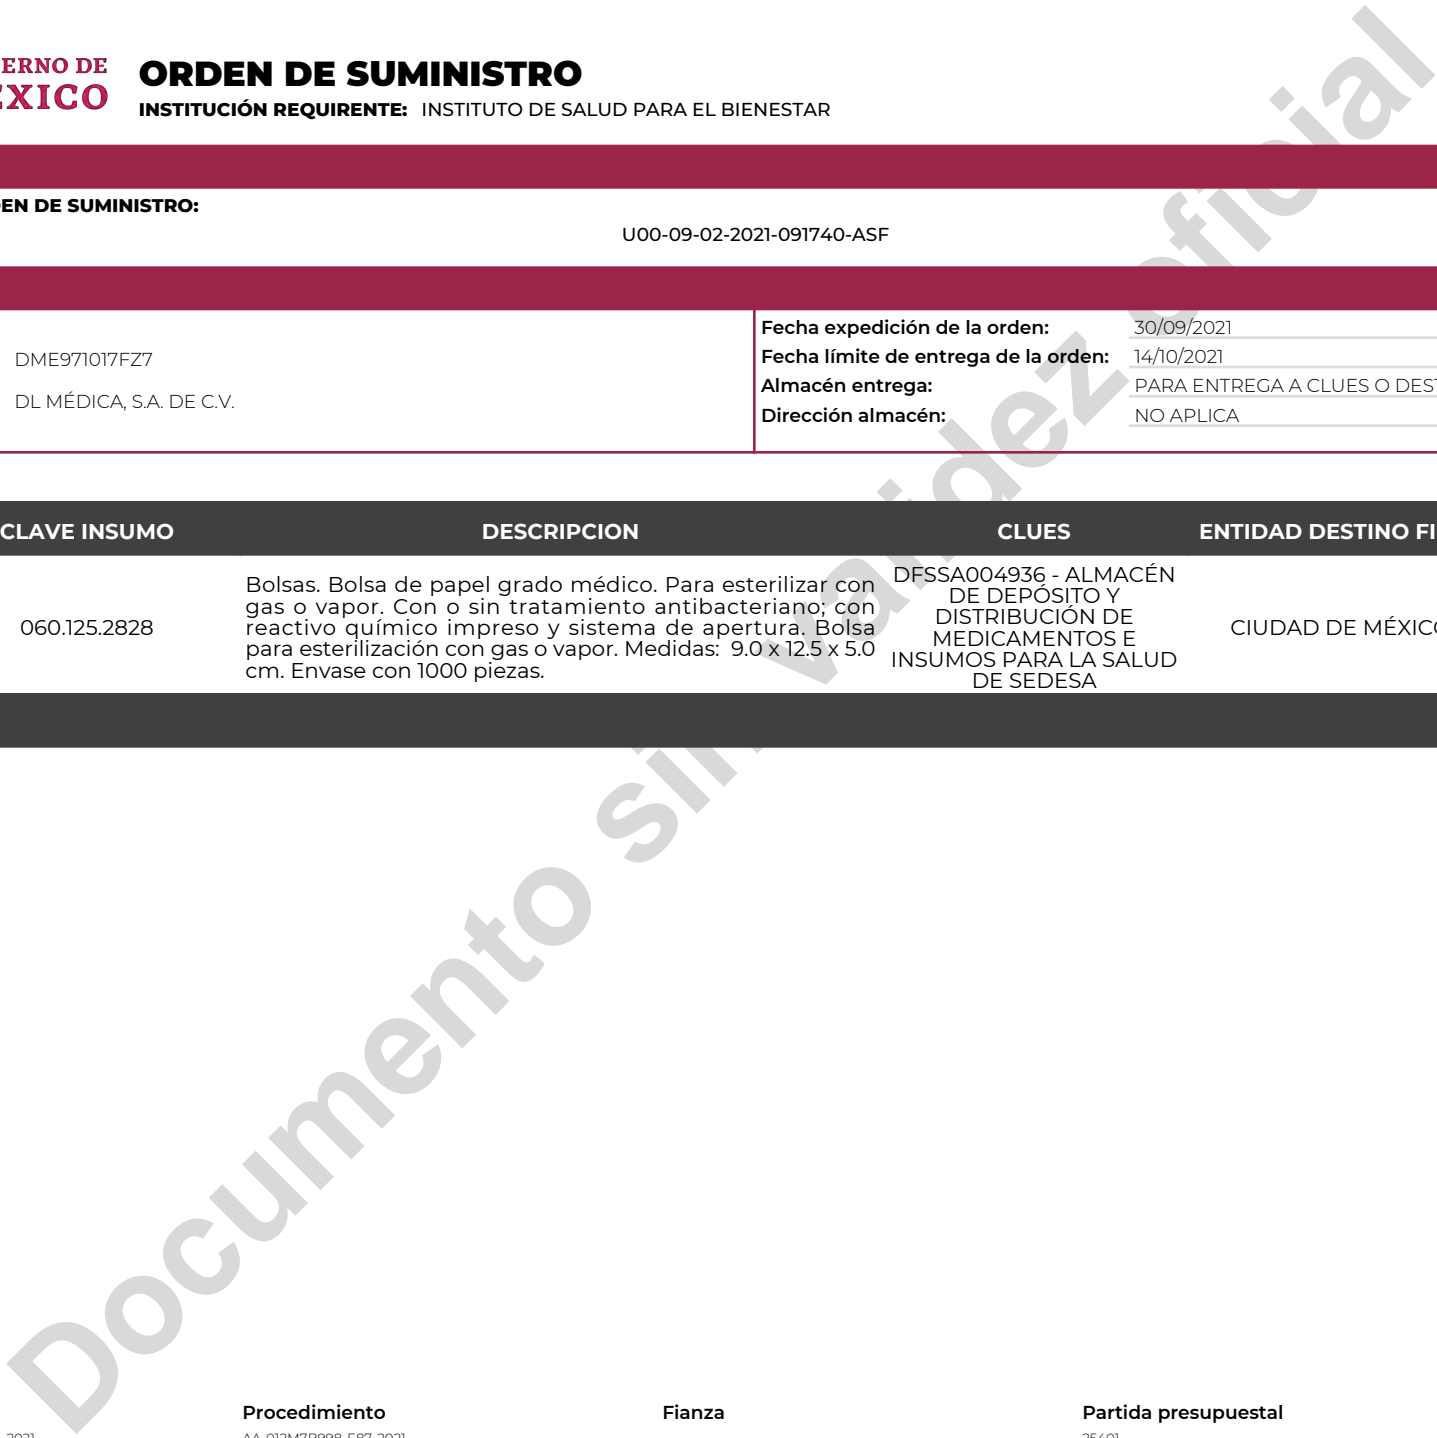 ERNO DE
EXICO
ORDEN DE SUMINISTRO
INSTITUCIÓN REQUIRENTE: INSTITUTO DE SALUD PARA EL BIENESTAR
EN DE SUMINISTRO:
U00-09-02-2021-091740-ASF
DME971017FZ7
DL MÉDICA, S.A. DE C.V.
Fecha expedición de la orden: 30/09/2021
Fecha límite de entrega de la orden: 14/10/2021
Almacén entrega: PARA ENTREGA A CLUES O DEST
Dirección almacén: NO APLICA
CLAVE INSUMO DESCRIPCION CLUES ENTIDAD DESTINO FI
060.125.2828
Bolsas. Bolsa de papel grado médico. Para esterilizar con
gas o vapor. Con o sin tratamiento antibacteriano; con
reactivo químico impreso y sistema de apertura. Bolsa
para esterilización con gas o vapor. Medidas: 9.0 x 12.5 x 5.0
cm. Envase con 1000 piezas.
DFSSA004936 - ALMACÉN
DE DEPÓSITO Y
DISTRIBUCIÓN DE
MEDICAMENTOS E
INSUMOS PARA LA SALUD
DE SEDESA
CIUDAD DE MÉXICO
Documento sin validez oficial
Procedimiento Fianza Partida presupuestal